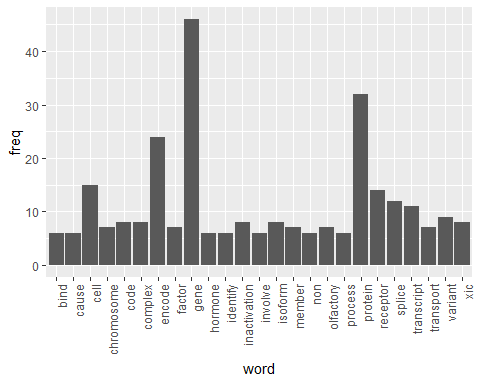 freq
40
30
20
10
0
bind
cause
cell
chromosome
code
complex
encode
factor
gene
hormone
identify
inactivation
involve
isoform
member
non
olfactory
process
protein
receptor
splice
transcript
transport
variant
xic
word